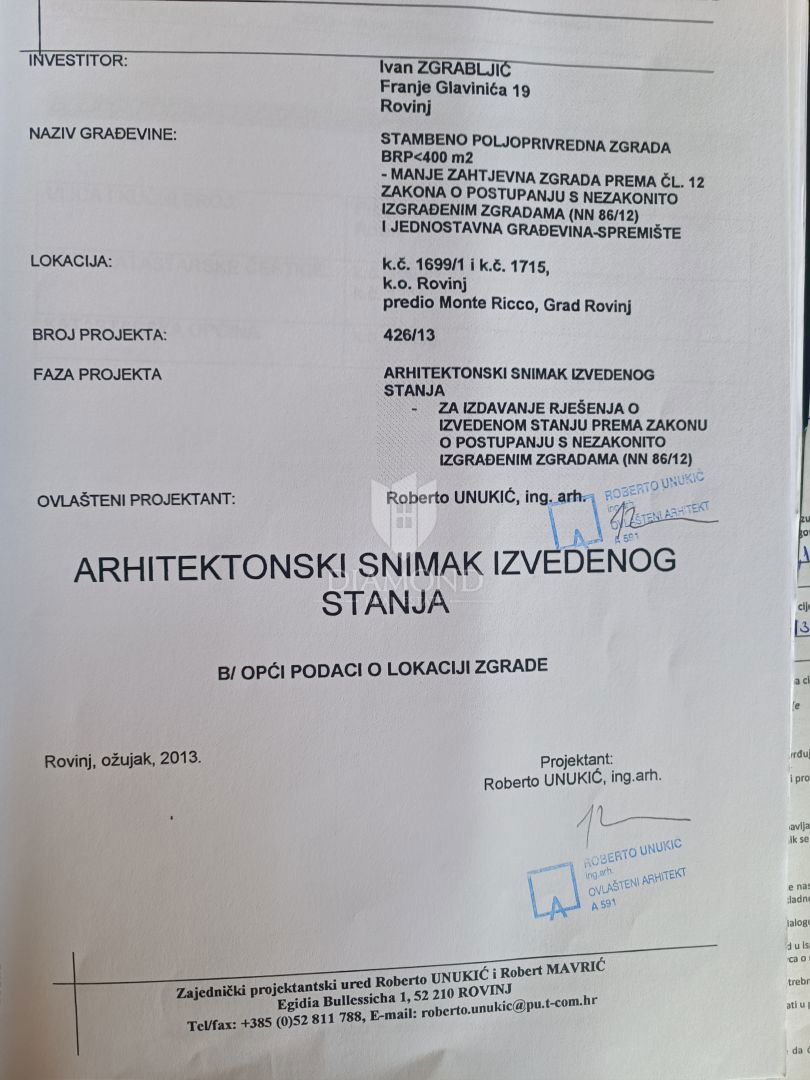 INVESTITOR:
Ivan ZGRABLJIĆ
Franje Glavinića 19
Rovinj
NAZIV GRAĐEVINE:
STAMBENO POLJOPRIVREDNA ZGRADA
BRP<400 m2
- MANJE ZAHTJEVNA ZGRADA PREMA ČL. 12
ZAKONA O POSTUPANJU S NEZAKONITO
IZGRAĐENIM ZGRADAMA (NN 86/12)
I JEDNOSTAVNA GRAĐEVINA-SPREMIŠTE
LOKACIJA:
k.č. 1699/1 i k.č. 1715,
k.o. Rovinj
predio Monte Ricco, Grad Rovinj
BROJ PROJEKTA:
426/13
FAZA PROJEKTA
ARHITEKTONSKI SNIMAK IZVEDENOG
STANJA
- ZA IZDAVANJE RJEŠENJA O
IZVEDENOM STANJU PREMA ZAKONU
O POSTUPANJU S NEZAKONITO
IZGRAĐENIM ZGRADAMA (NN 86/12)
OVLAŠTENI PROJEKTANT:
Roberto UNUKIĆ, ing. arh.
ROBERTO UNUKIĆ
ing.arh.
OVLAŠTENI ARHITEKT
A 591
ARHITEKTONSKI SNIMAK IZVEDENOG
STANJA
DIAMOND
B/ OPĆI PODACI O LOKACIJI ZGRADE
Rovinj, ožujak, 2013.
Projektant:
Roberto UNUKIĆ, ing.arh.
ROBERTO UNUKIĆ
ing.arh.
OVLAŠTENI ARHITEKT
A 591
Zajednički projektantski ured Roberto UNUKIĆ i Robert MAVRIĆ
Egidia Bullessicha 1, 52 210 ROVINJ
Tel/fax: +385 (0)52 811 788, E-mail: roberto.unukic@pu.t-com.hr